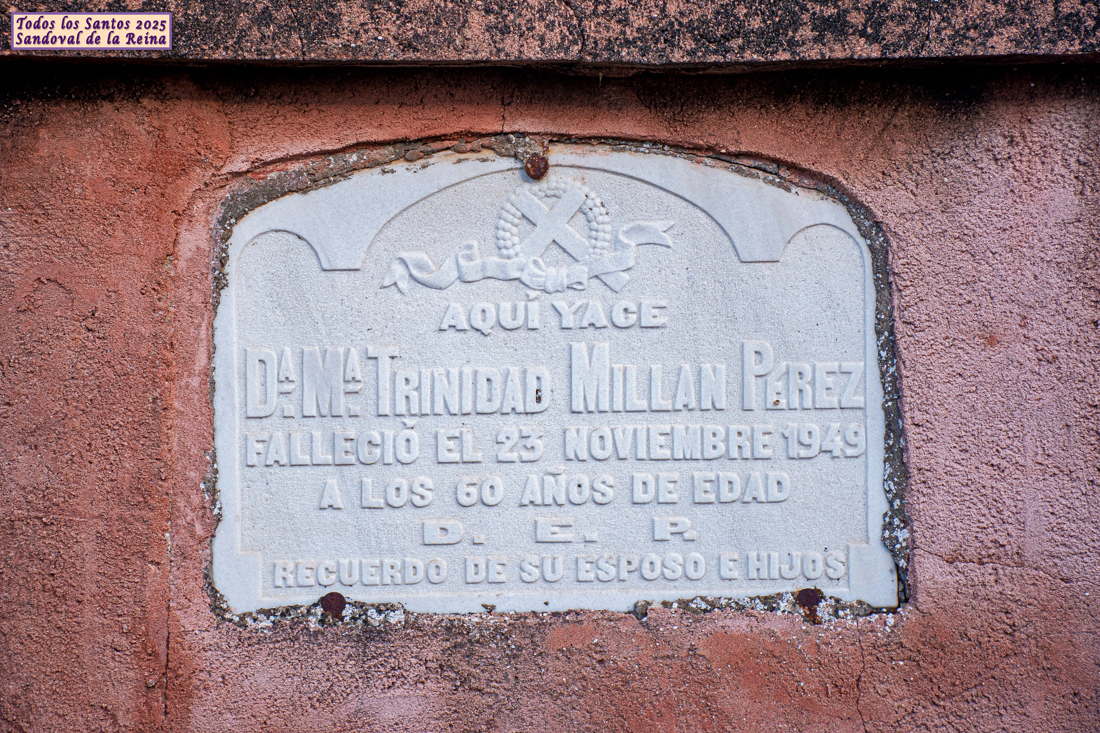 Todos los Santos 2025
Sandoval de la Reina
AQUÍ YACE
Dª. Mª. TRINIDAD MILLAN PÉREZ
FALLECIÓ EL 23 NOVIEMBRE 1949
A LOS 60 AÑOS DE EDAD
D. E. P.
RECUERDO DE SU ESPOSO E HIJOS